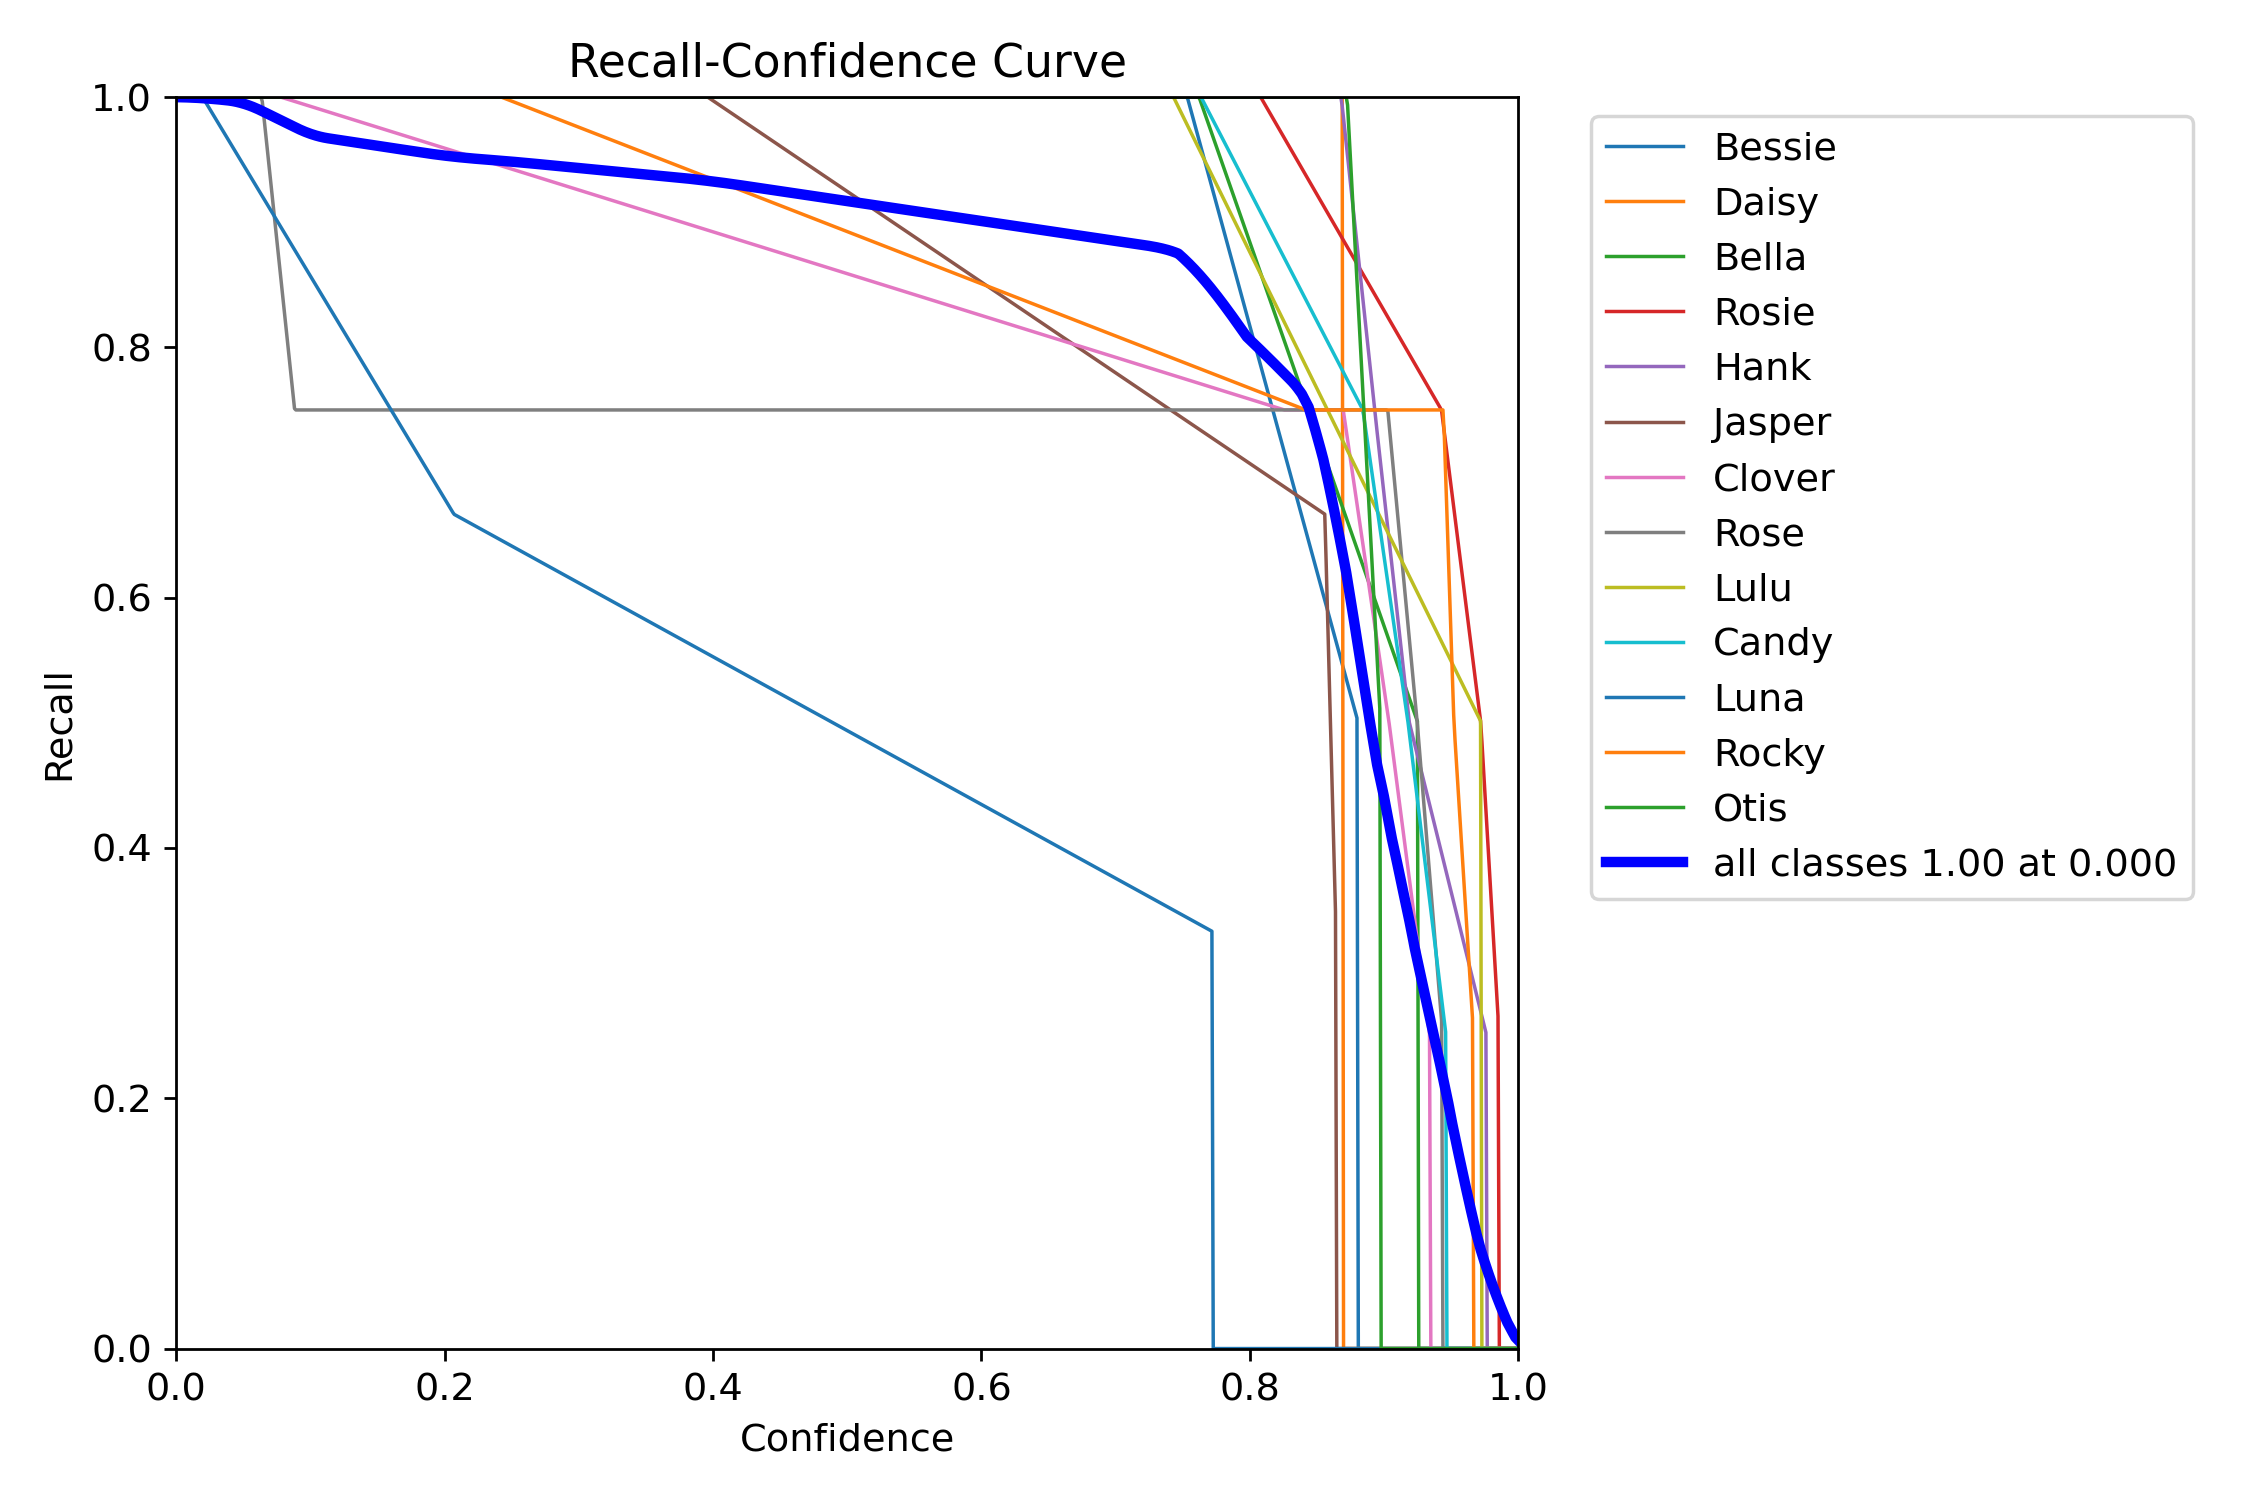 Recall-Confidence Curve
1.0
0.8
0.6
0.4
0.2
0.0
Recall
0.0 0.2 0.4 0.6 0.8 1.0
Confidence
Bessie
Daisy
Bella
Rosie
Hank
Jasper
Clover
Rose
Lulu
Candy
Luna
Rocky
Otis
all classes 1.00 at 0.000